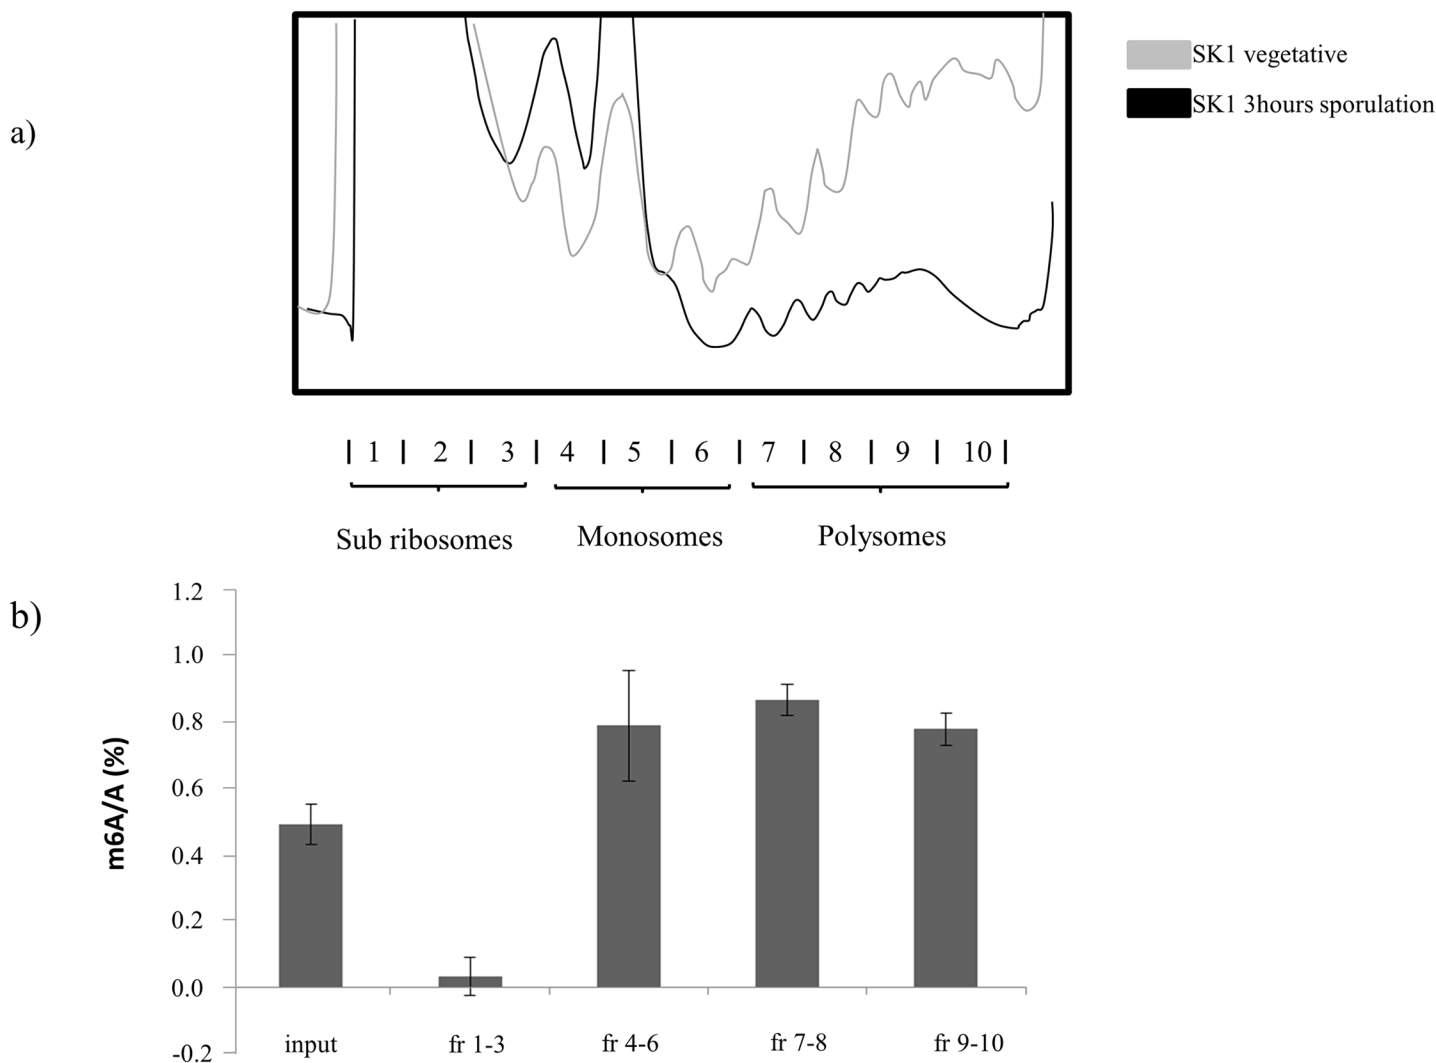 a)
SK1 vegetative
SK1 3hours sporulation
| 1 | 2 | 3 | 4 | 5 | 6 | 7 | 8 | 9 | 10 |
Sub ribosomes Monosomes Polysomes
b)
m6A/A (%)
1.2
1.0
0.8
0.6
0.4
0.2
0.0
-0.2
input fr 1-3 fr 4-6 fr 7-8 fr 9-10